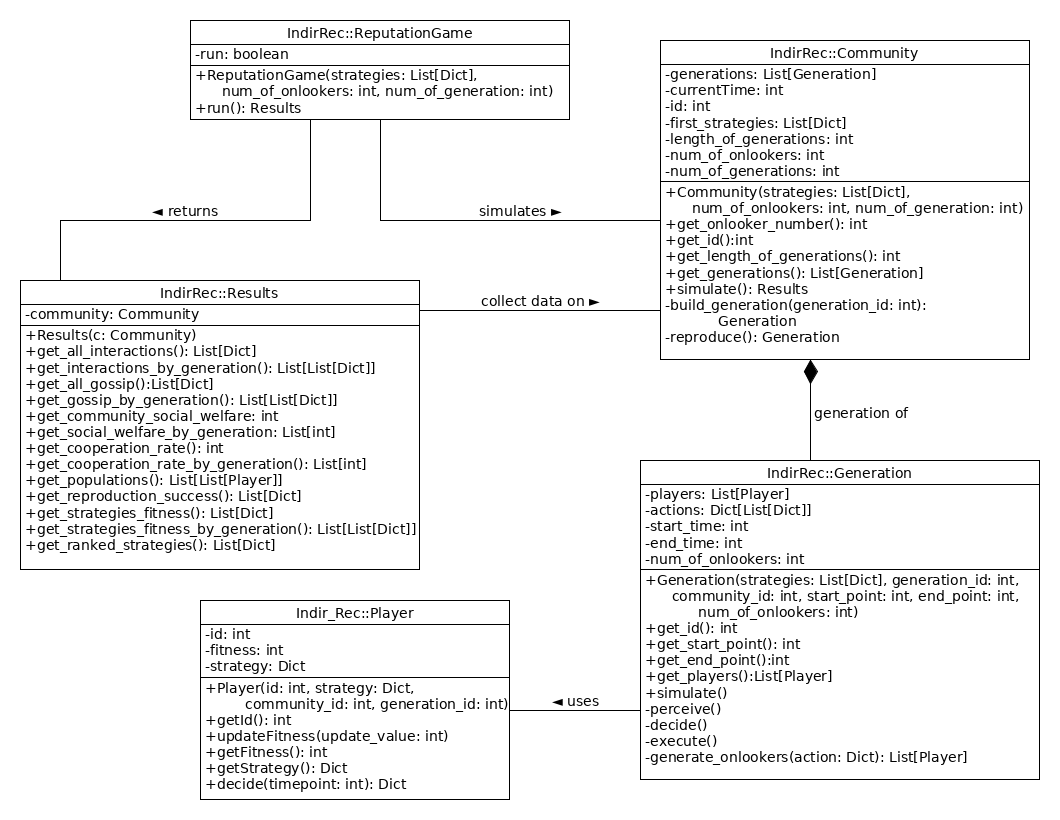 IndirRec::ReputationGame
-run: boolean
+ReputationGame(strategies: List[Dict],
num_of_onlookers: int, num_of_generation: int)
+run(): Results
IndirRec::Community
-generations: List[Generation]
-currentTime: int
-id: int
-first_strategies: List[Dict]
-length_of_generations: int
-num_of_onlookers: int
-num_of_generations: int
+Community(strategies: List[Dict],
num_of_onlookers: int, num_of_generation: int)
+get_onlooker_number(): int
+get_id():int
+get_length_of_generations(): int
+get_generations(): List[Generation]
+simulate(): Results
-build_generation(generation_id: int):
Generation
-reproduce(): Generation
◄ returns
simulates ►
IndirRec::Results
-community: Community
+Results(c: Community)
+get_all_interactions(): List[Dict]
+get_interactions_by_generation(): List[List[Dict]]
+get_all_gossip():List[Dict]
+get_gossip_by_generation(): List[List[Dict]]
+get_community_social_welfare: int
+get_social_welfare_by_generation: List[int]
+get_cooperation_rate(): int
+get_cooperation_rate_by_generation(): List[int]
+get_populations(): List[List[Player]]
+get_reproduction_success(): List[Dict]
+get_strategies_fitness(): List[Dict]
+get_strategies_fitness_by_generation(): List[List[Dict]]
+get_ranked_strategies(): List[Dict]
collect data on ►
generation of
IndirRec::Generation
-players: List[Player]
-actions: Dict[List[Dict]]
-start_time: int
-end_time: int
-num_of_onlookers: int
+Generation(strategies: List[Dict], generation_id: int,
community_id: int, start_point: int, end_point: int,
num_of_onlookers: int)
+get_id(): int
+get_start_point(): int
+get_end_point():int
+get_players():List[Player]
+simulate()
-perceive()
-decide()
-execute()
-generate_onlookers(action: Dict): List[Player]
◄ uses
Indir_Rec::Player
-id: int
-fitness: int
-strategy: Dict
+Player(id: int, strategy: Dict,
community_id: int, generation_id: int)
+getId(): int
+updateFitness(update_value: int)
+getFitness(): int
+getStrategy(): Dict
+decide(timepoint: int): Dict